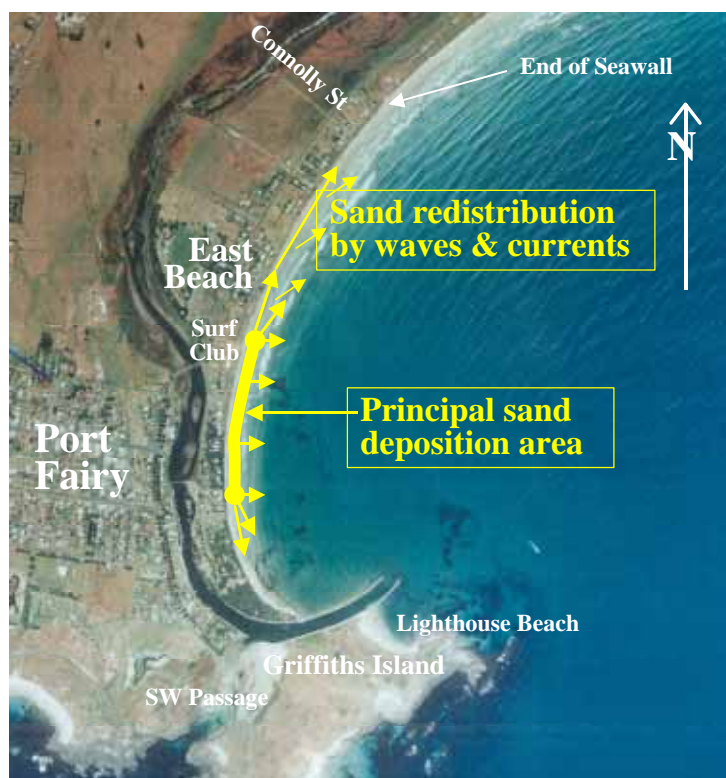 Connolly St
End of Seawall
N
Sand redistribution
by waves & currents
East
Beach
Surf
Club
Principal sand
deposition area
Port
Fairy
Lighthouse Beach
Griffiths Island
SW Passage